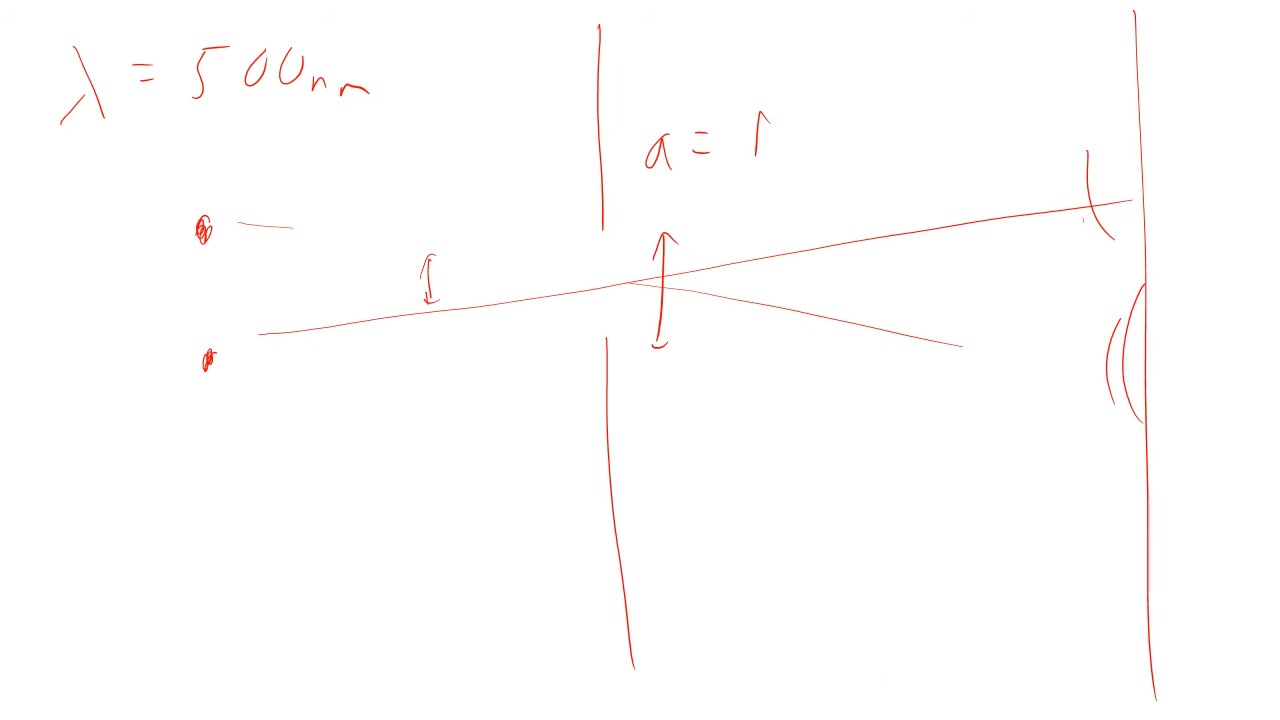 λ = 500nm
a = 1